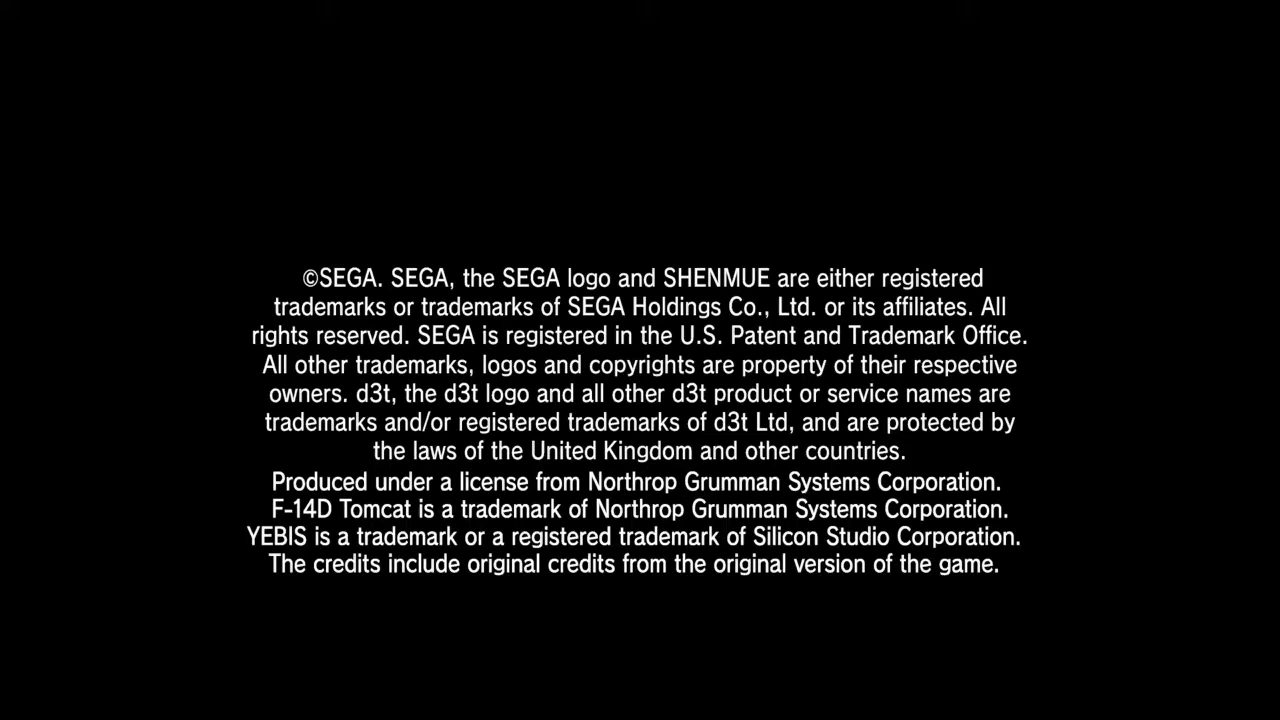 ©SEGA. SEGA, the SEGA logo and SHENMUE are either registered
trademarks or trademarks of SEGA Holdings Co., Ltd. or its affiliates. All
rights reserved. SEGA is registered in the U.S. Patent and Trademark Office.
All other trademarks, logos and copyrights are property of their respective
owners. d3t, the d3t logo and all other d3t product or service names are
trademarks and/or registered trademarks of d3t Ltd, and are protected by
the laws of the United Kingdom and other countries.
Produced under a license from Northrop Grumman Systems Corporation.
F-14D Tomcat is a trademark of Northrop Grumman Systems Corporation.
YEBIS is a trademark or a registered trademark of Silicon Studio Corporation.
The credits include original credits from the original version of the game.